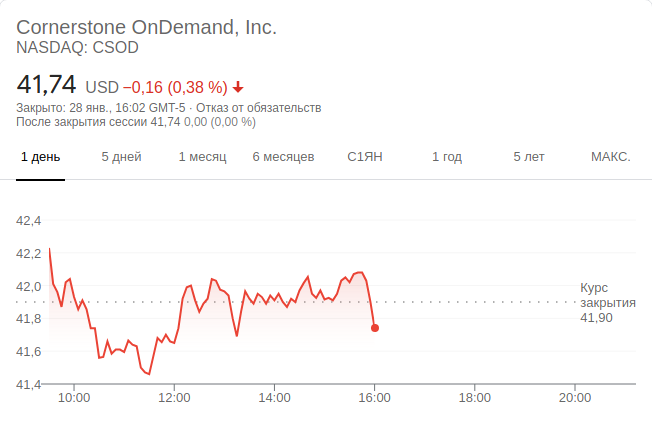 Cornerstone OnDemand, Inc.
NASDAQ: CSOD
41,74 USD −0,16 (0,38 %)
Закрыто: 28 янв., 16:02 GMT-5 · Отказ от обязательств
После закрытия сессии 41,74 0,00 (0,00 %)
1 день 5 дней 1 месяц 6 месяцев С1ЯН 1 год 5 лет МАКС.
42,4
42,2
42,0
41,8
41,6
41,4
Курс
закрытия
41,90
10:00 12:00 14:00 16:00 18:00 20:00